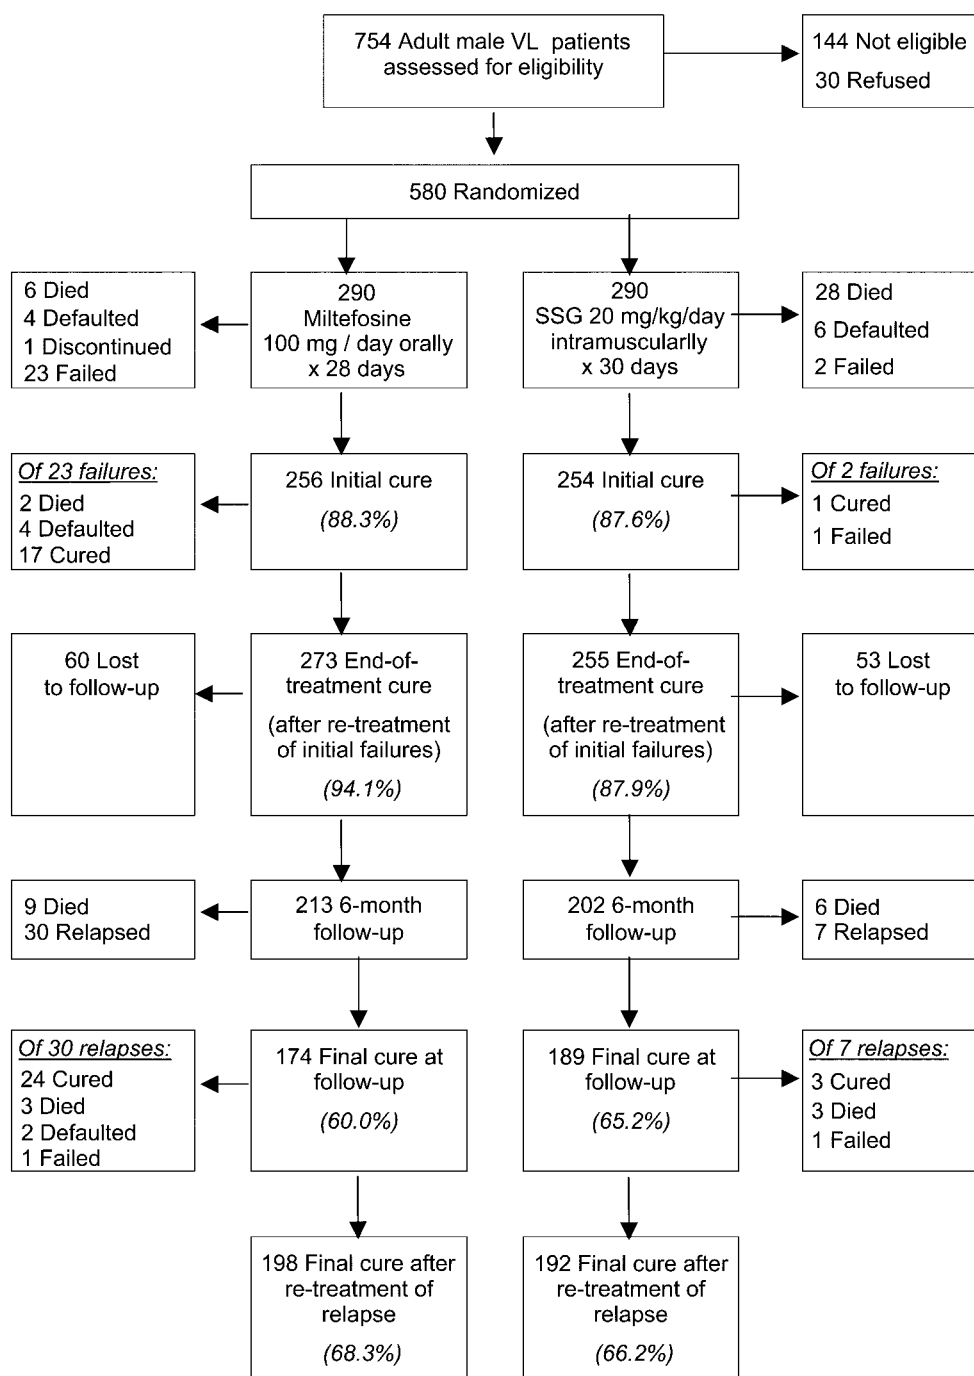 754 Adult male VL patients
assessed for eligibility
144 Not eligible
30 Refused
580 Randomized
6 Died
4 Defaulted
1 Discontinued
23 Failed
290
Miltefosine
100 mg / day orally
x 28 days
290
SSG 20 mg/kg/day
intramuscularlly
x 30 days
28 Died
6 Defaulted
2 Failed
Of 23 failures:
2 Died
4 Defaulted
17 Cured
256 Initial cure
(88.3%)
254 Initial cure
(87.6%)
Of 2 failures:
1 Cured
1 Failed
60 Lost
to follow-up
273 End-of-
treatment cure
(after re-treatment
of initial failures)
(94.1%)
255 End-of-
treatment cure
(after re-treatment
of initial failures)
(87.9%)
53 Lost
to follow-up
9 Died
30 Relapsed
213 6-month
follow-up
202 6-month
follow-up
6 Died
7 Relapsed
Of 30 relapses:
24 Cured
3 Died
2 Defaulted
1 Failed
174 Final cure at
follow-up
(60.0%)
189 Final cure at
follow-up
(65.2%)
Of 7 relapses:
3 Cured
3 Died
1 Failed
198 Final cure after
re-treatment of
relapse
(68.3%)
192 Final cure after
re-treatment of
relapse
(66.2%)